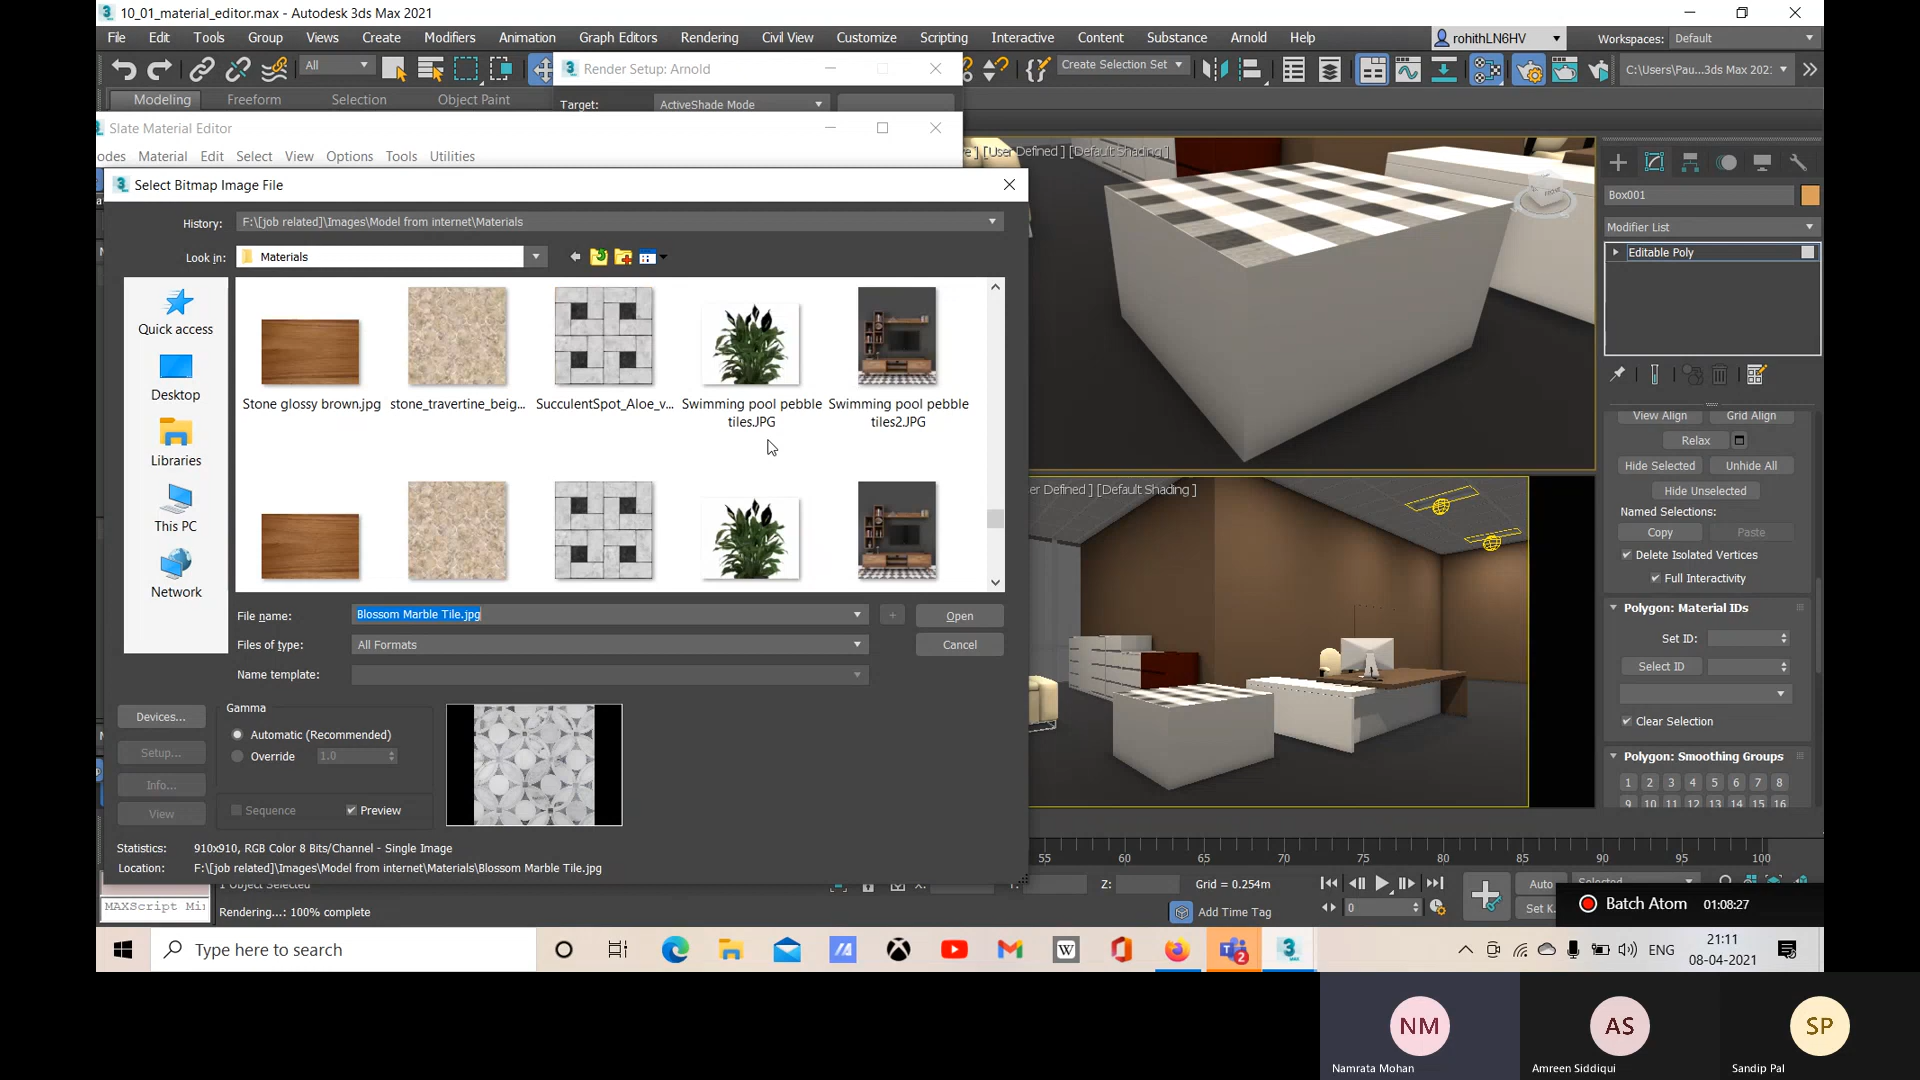 10_01_material_editor.max - Autodesk 3ds Max 2021
File Edit Tools Group Views Create Modifiers Animation Graph Editors Rendering Civil View Customize Scripting Interactive Content Substance Arnold Help
rohithLN6HV
Workspaces: Default
All
Create Selection Set
C:\Users\Pau...3ds Max 202:
Render Setup: Arnold
Modeling Freeform Selection Object Paint
Target: ActiveShade Mode
Slate Material Editor
odes Material Edit Select View Options Tools Utilities
[User Defined ] [Default Shading ]
Select Bitmap Image File
History: F:\[job related]\Images\Model from internet\Materials
Look in: Materials
Quick access
Desktop
Libraries
This PC
Network
Stone glossy brown.jpg
stone_travertine_beig...
SucculentSpot_Aloe_v...
Swimming pool pebble
tiles.JPG
Swimming pool pebble
tiles2.JPG
File name: Blossom Marble Tile.jpg
Open
Files of type: All Formats
Cancel
Name template:
Devices...
Setup...
Info...
View
Gamma
Automatic (Recommended)
Override 1.0
Sequence
Preview
Statistics: 910x910, RGB Color 8 Bits/Channel - Single Image
Location: F:\[job related]\Images\Model from internet\Materials\Blossom Marble Tile.jpg
er Defined ] [Default Shading ]
Box001
Modifier List
Editable Poly
View Align Grid Align
Relax
Hide Selected Unhide All
Hide Unselected
Named Selections:
Copy Paste
Delete Isolated Vertices
Full Interactivity
Polygon: Material IDs
Set ID:
Select ID
Clear Selection
Polygon: Smoothing Groups
1 2 3 4 5 6 7 8
9 10 11 12 13 14 15 16
55 60 65 70 75 80 85 90 95 100
1 Object Selected
Z:
Grid = 0.254m
Auto
Selected
MAXScript Mi
Rendering...: 100% complete
Add Time Tag
0
Set K.
Batch Atom 01:08:27
Type here to search
2
ENG
21:11
08-04-2021
NM
Namrata Mohan
AS
Amreen Siddiqui
SP
Sandip Pal